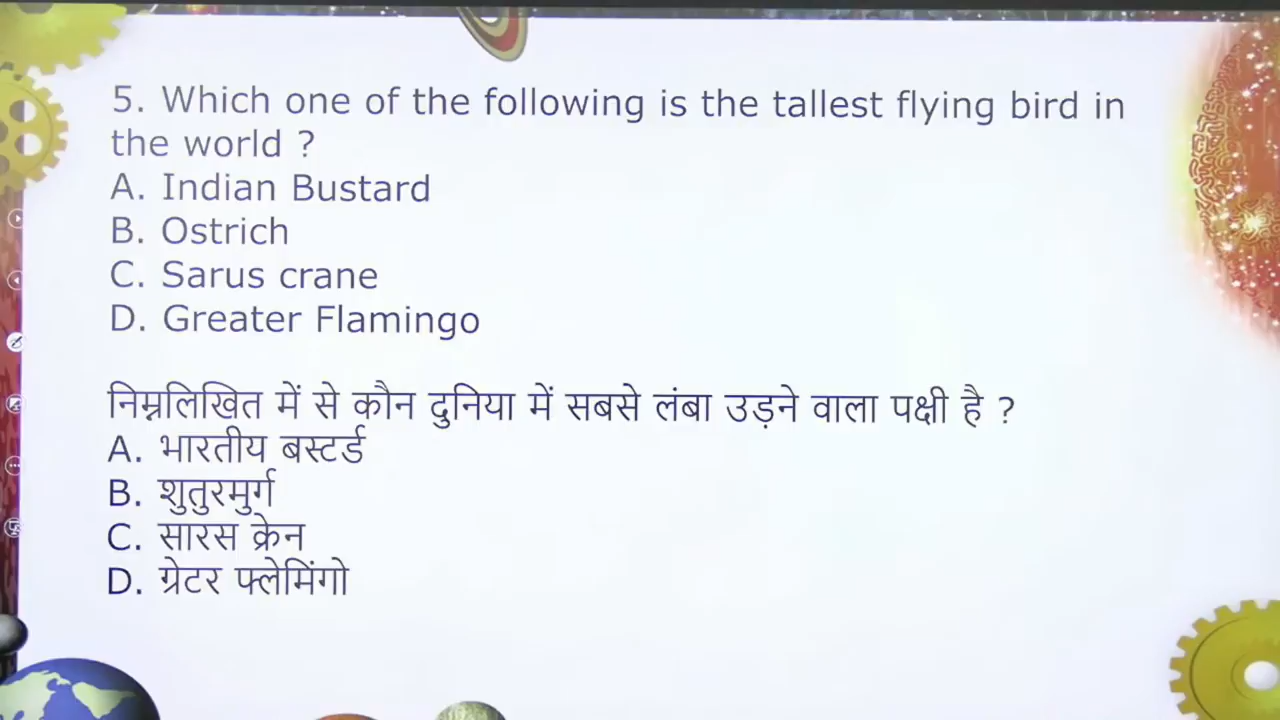 5. Which one of the following is the tallest flying bird in
the world ?
A. Indian Bustard
B. Ostrich
C. Sarus crane
D. Greater Flamingo
निम्नलिखित में से कौन दुनिया में सबसे लंबा उड़ने वाला पक्षी है ?
A. भारतीय बस्टर्ड
B. शुतुरमुर्ग
C. सारस क्रेन
D. ग्रेटर फ्लेमिंगो